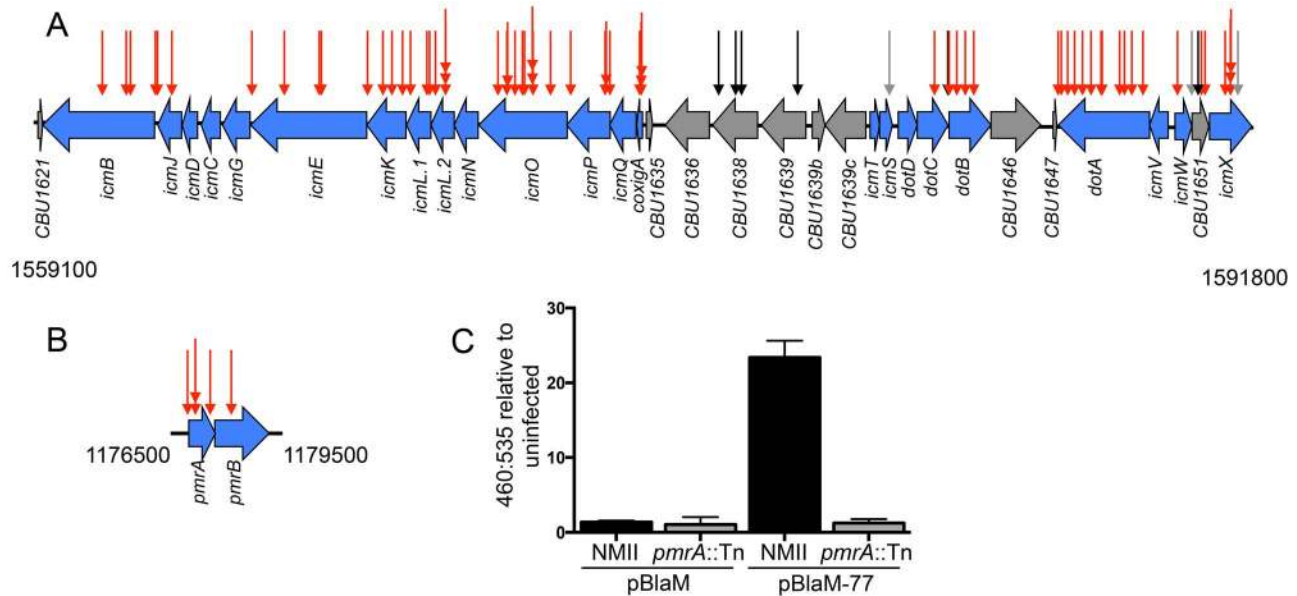 A
CBU1621
icmB
icmJ
icmD
icmC
icmG
icmE
icmK
icmL.1
icmL.2
icmN
icmO
icmP
icmQ
coxigA
CBU1635
CBU1636
CBU1638
CBU1639
CBU1639b
CBU1639c
icmT
icmS
dotD
dotC
dotB
CBU1646
CBU1647
dotA
icmV
icmW
CBU1651
icmX
1559100
1591800
B
1176500
1179500
pmrA
pmrB
C
460:535 relative to
uninfected
30
20
10
0
NMII
pmrA::Tn
NMII
pmrA::Tn
pBlaM
pBlaM-77